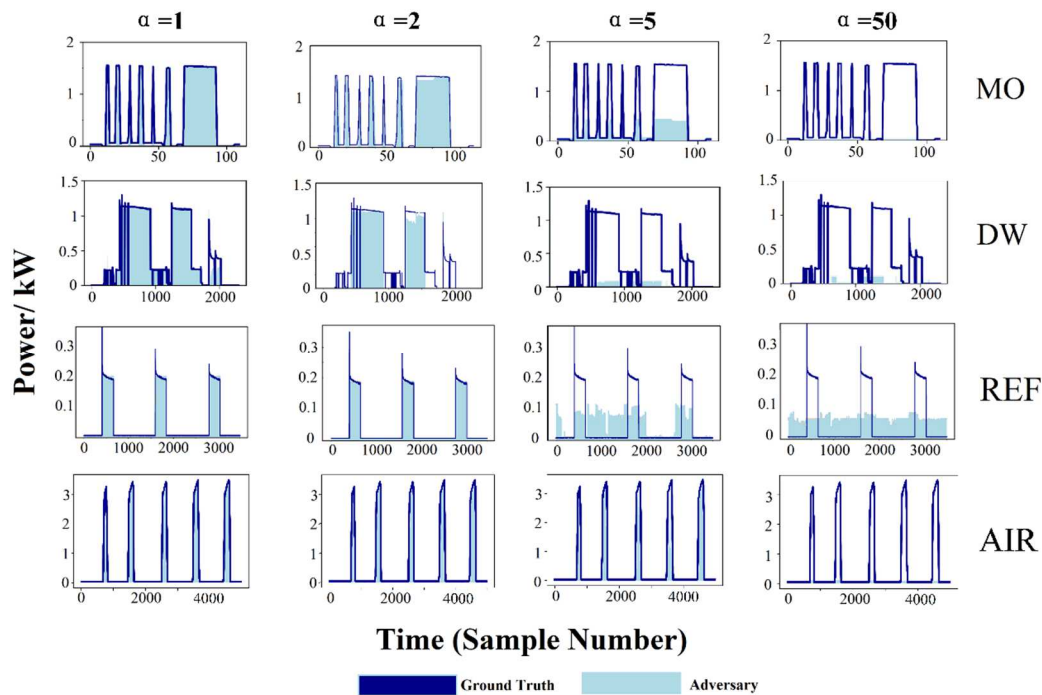 α =1 α =2 α =5 α =50
2 2 2 2
1 1 1 1
0 0 0 0
0 50 100 0 50 100 0 50 100 0 50 100
MO
1.5 1.5 1.5 1.5
1 1 1 1
0.5 0.5 0.5 0.5
0 0 0 0
0 1000 2000 0 1000 2000 0 1000 2000 0 1000 2000
DW
Power/ kW
0.3 0.3 0.3 0.3
0.2 0.2 0.2 0.2
0.1 0.1 0.1 0.1
0 0 0 0
0 1000 2000 3000 0 1000 2000 3000 0 1000 2000 3000 0 1000 2000 3000
REF
3 3 3 3
2 2 2 2
1 1 1 1
0 0 0 0
0 2000 4000 0 2000 4000 0 2000 4000 0 2000 4000
AIR
Time (Sample Number)
Ground Truth Adversary